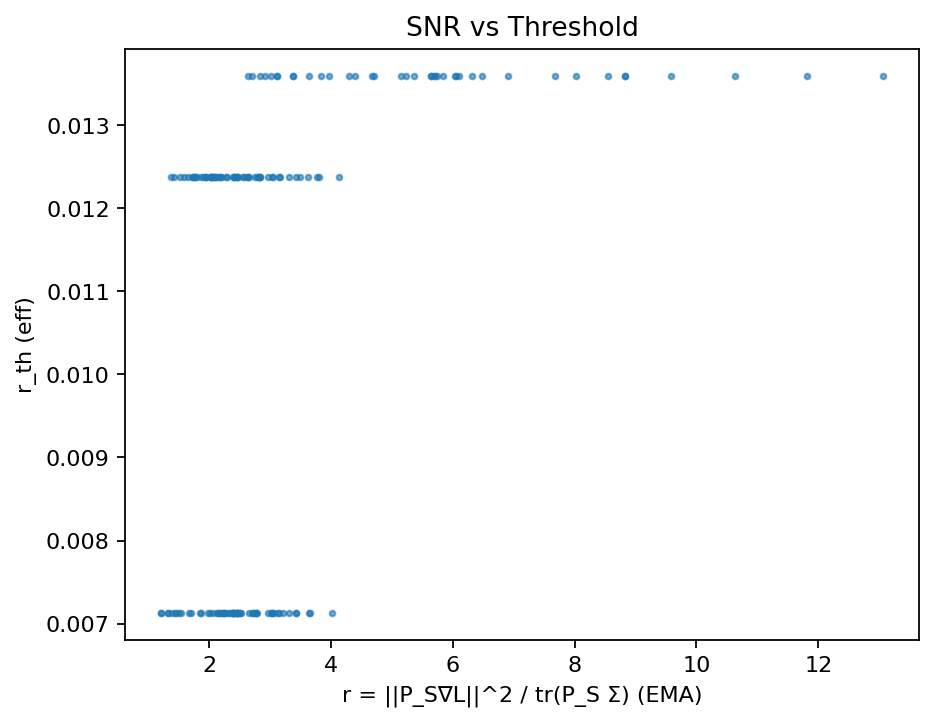 SNR vs Threshold
r_th (eff)
0.013
0.012
0.011
0.010
0.009
0.008
0.007
2 4 6 8 10 12
r = ||P_S∇L||^2 / tr(P_S Σ) (EMA)